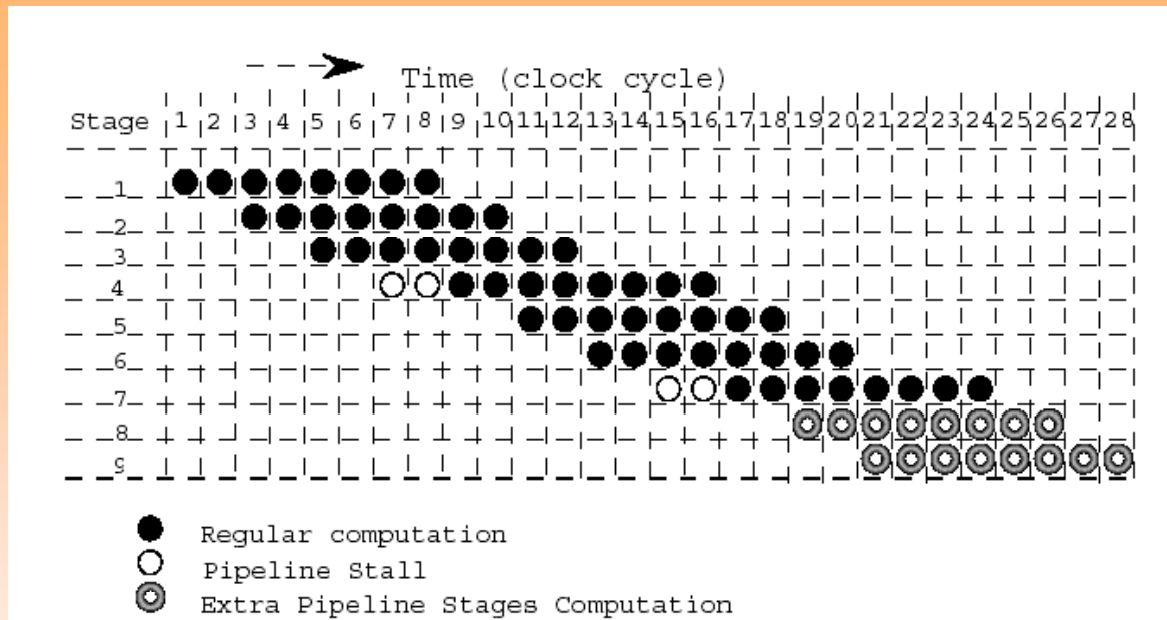 Time (clock cycle)
Stage 1 2 3 4 5 6 7 8 9 10 11 12 13 14 15 16 17 18 19 20 21 22 23 24 25 26 27 28
1
2
3
4
5
6
7
8
9
Regular computation
Pipeline Stall
Extra Pipeline Stages Computation